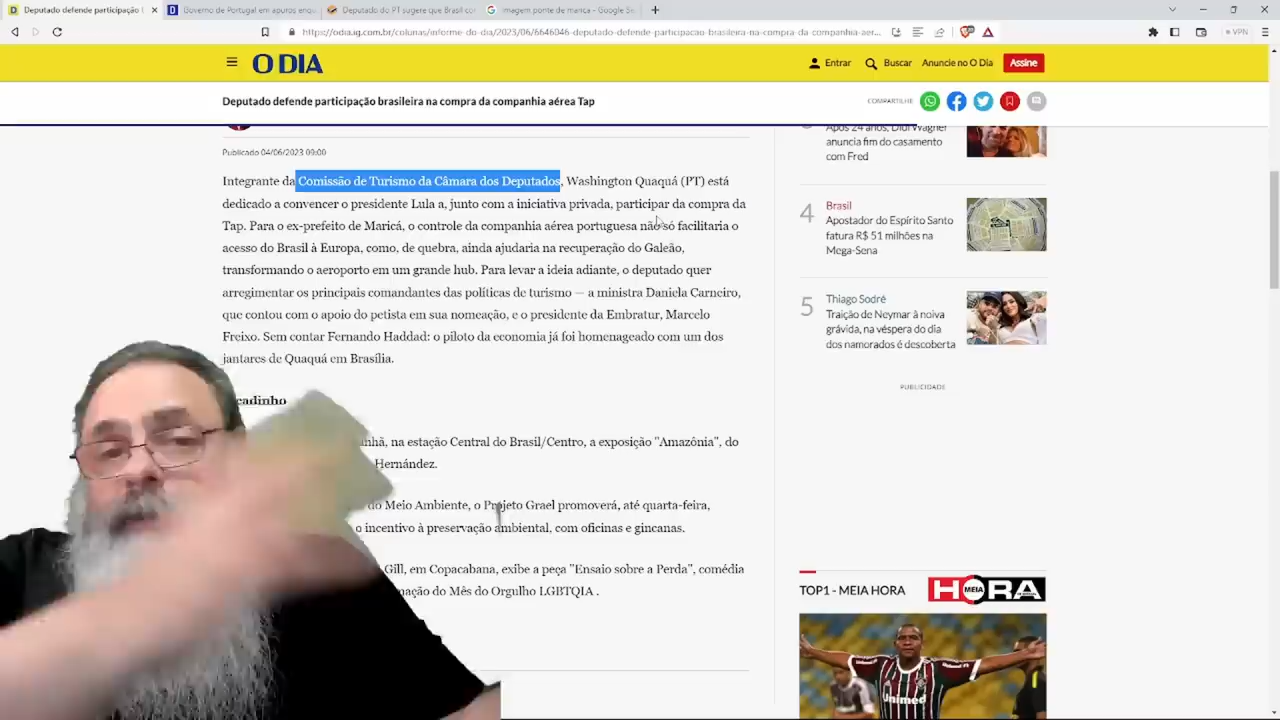 Deputado defende participação
Governo de Portugal em apuros enqu
Deputado do PT sugere que Brasil con
imagem ponte de marica - Google Se
https://odia.ig.com.br/colunas/informe-do-dia/2023/06/6646046-deputado-defende-participacao-brasileira-na-compra-da-companhia-aer...
VPN
O DIA
Entrar
Buscar
Anuncie no O Dia
Assine
Deputado defende participação brasileira na compra da companhia aérea Tap
COMPARTILHE
Publicado 04/06/2023 09:00
Integrante da Comissão de Turismo da Câmara dos Deputados, Washington Quaquá (PT) está
dedicado a convencer o presidente Lula a, junto com a iniciativa privada, participar da compra da
Tap. Para o ex-prefeito de Maricá, o controle da companhia aérea portuguesa não só facilitaria o
acesso do Brasil à Europa, como, de quebra, ainda ajudaria na recuperação do Galeão,
transformando o aeroporto em um grande hub. Para levar a ideia adiante, o deputado quer
arregimentar os principais comandantes das políticas de turismo — a ministra Daniela Carneiro,
que contou com o apoio do petista em sua nomeação, e o presidente da Embratur, Marcelo
Freixo. Sem contar Fernando Haddad: o piloto da economia já foi homenageado com um dos
jantares de Quaquá em Brasília.
cadinho
nhã, na estação Central do Brasil/Centro, a exposição "Amazônia", do
Hernández.
do Meio Ambiente, o Projeto Grael promoverá, até quarta-feira,
o incentivo à preservação ambiental, com oficinas e gincanas.
Gill, em Copacabana, exibe a peça "Ensaio sobre a Perda", comédia
mação do Mês do Orgulho LGBTQIA .
Após 24 anos, Didi Wagner
anuncia fim do casamento
com Fred
4
Brasil
Apostador do Espírito Santo
fatura R$ 51 milhões na
Mega-Sena
5
Thiago Sodré
Traição de Neymar à noiva
grávida, na véspera do dia
dos namorados é descoberta
PUBLICIDADE
TOP1 - MEIA HORA
MEIA HORA
Unimed